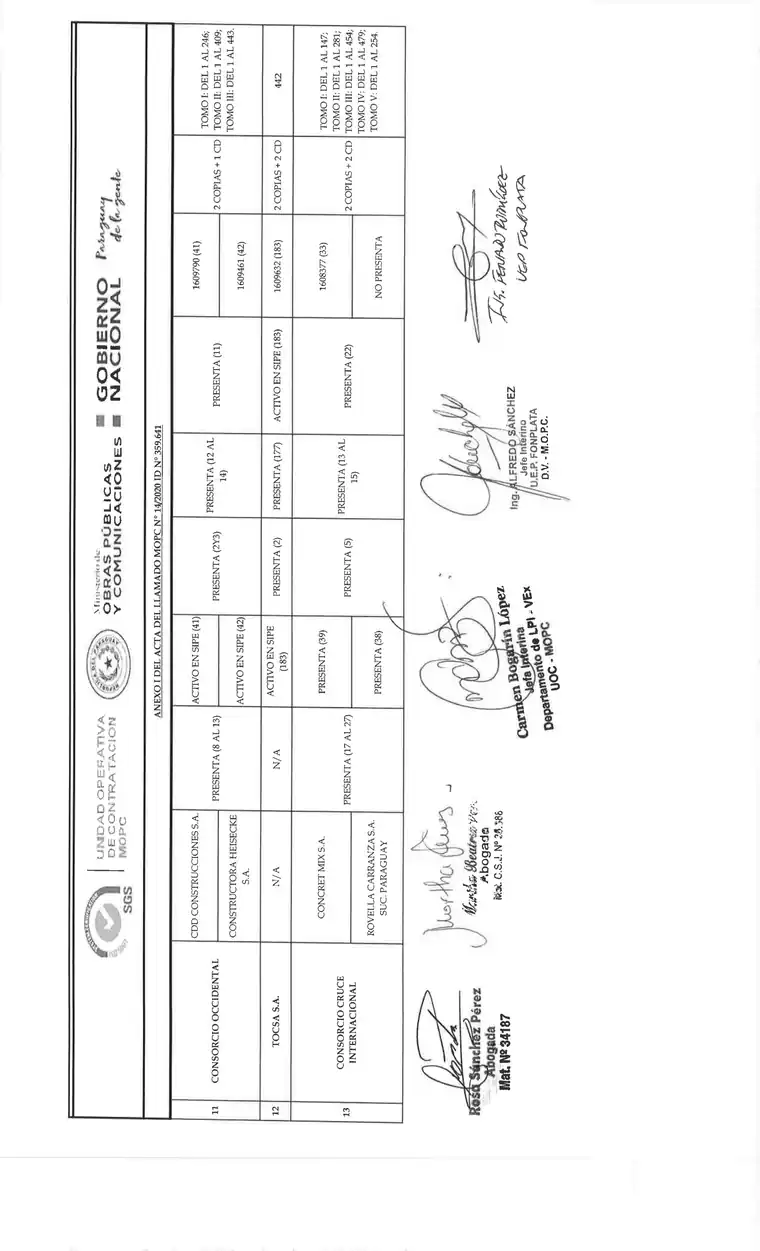 SGS
UNIDAD OPERATIVA
DE CONTRATACION
MOPC
Ministerio de
OBRAS PÚBLICAS
Y COMUNICACIONES
GOBIERNO
NACIONAL
Paraguay
de la gente
ANEXO I DEL ACTA DEL LLAMADO MOPC N° 14/2020 ID N° 359.641
11
CONSORCIO OCCIDENTAL
CDD CONSTRUCCIONES S.A.
CONSTRUCTORA HEISECKE
S.A.
PRESENTA (8 AL 13)
ACTIVO EN SIPE (41)
ACTIVO EN SIPE (42)
PRESENTA (2Y3)
PRESENTA (12 AL
14)
PRESENTA (11)
1609790 (41)
1609461 (42)
2 COPIAS + 1 CD
TOMO I: DEL 1 AL 246;
TOMO II: DEL 1 AL 409;
TOMO III: DEL 1 AL 443.
12
TOCSA S.A.
N/A
N/A
ACTIVO EN SIPE
(183)
PRESENTA (2)
PRESENTA (177)
ACTIVO EN SIPE (183)
1609632 (183)
2 COPIAS + 2 CD
442
13
CONSORCIO CRUCE
INTERNACIONAL
CONCRET MIX S.A.
ROVELLA CARRANZA S.A.
SUC. PARAGUAY
PRESENTA (17 AL 27)
PRESENTA (39)
PRESENTA (38)
PRESENTA (5)
PRESENTA (13 AL
15)
PRESENTA (22)
1608377 (33)
NO PRESENTA
2 COPIAS + 2 CD
TOMO I: DEL 1 AL 147;
TOMO II: DEL 1 AL 281;
TOMO III: DEL 1 AL 454;
TOMO IV: DEL 1 AL 479;
TOMO V: DEL 1 AL 254.
Rosa Sánchez Pérez
Abogada
Mat. Nº 34187
Abogada
Mat. C.S.J. Nº
Carmen Bogarín López
Jefa Interina
Departamento de LPI - VEx
UOC - MOPC
Ing. ALFREDO SÁNCHEZ
Jefe Interino
U.E.P. FONPLATA
D.V. - M.O.P.C.
UEP FONPLATA